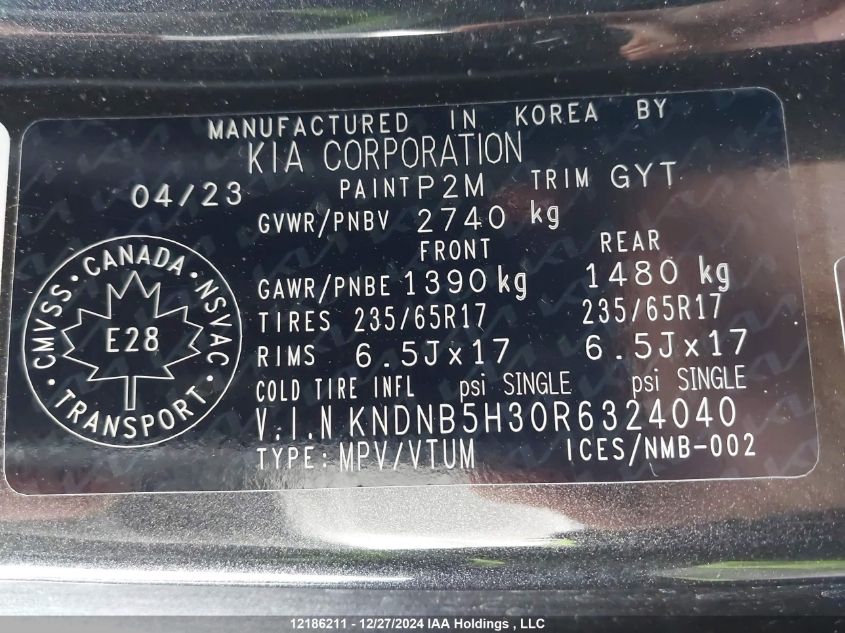 MANUFACTURED IN KOREA BY
KIA CORPORATION
04/23 PAINT P2M TRIM GYT
GVWR/PNBV 2740 kg
FRONT REAR
GAWR/PNBE 1390 kg 1480 kg
TIRES 235/65R17 235/65R17
RIMS 6.5Jx17 6.5Jx17
COLD TIRE INFL psi SINGLE psi SINGLE
V.I.N KNDNB5H30R6324040
TYPE: MPV/VTUM ICES/NMB-002
CMVSS · CANADA · NSVAC
E28
· TRANSPORT ·
12186211 - 12/27/2024 IAA Holdings , LLC